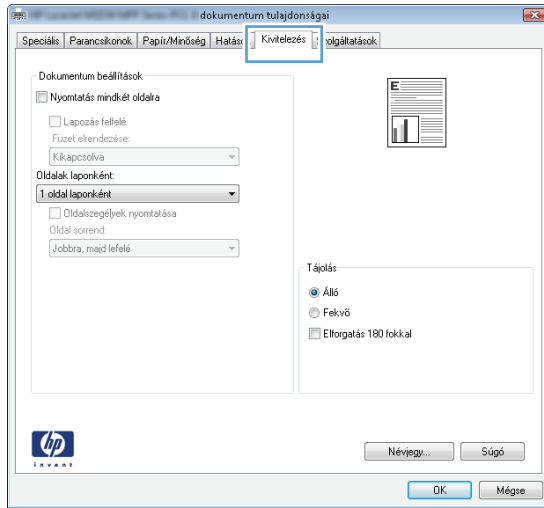 dokumentum tulajdonságai
Speciális Parancsikonok Papír/Minőség Kivitelezés
Dokumentum beállítások
Nyomtatás mindkét oldalra
Lapozás felfelé
Füzet elrendezése:
Kikapcsolva
Oldalak laponként:
1 oldal laponként
Oldalszegélyek nyomtatása
Oldal sorrend:
Jobbra, majd lefelé
E
Tájolás
Álló
Fekvő
Elforgatás 180 fokkal
hp
invent
Névjegy... Súgó
OK Mégse